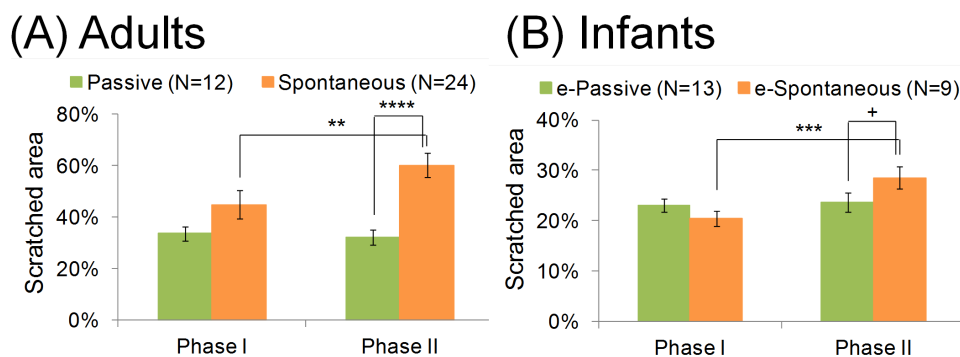 (A) Adults
Passive (N=12) Spontaneous (N=24)
Scratched area
80%
60%
40%
20%
0%
**
****
Phase I Phase II
(B) Infants
e-Passive (N=13) e-Spontaneous (N=9)
Scratched area
40%
30%
20%
10%
0%
***
+
Phase I Phase II